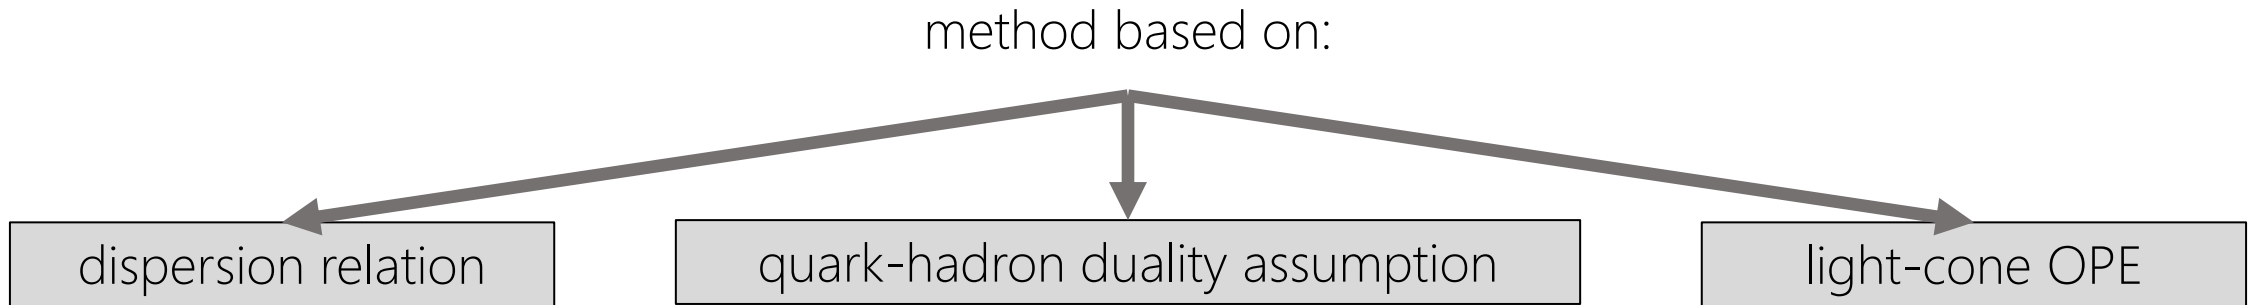 method based on:
dispersion relation
quark-hadron duality assumption
light-cone OPE